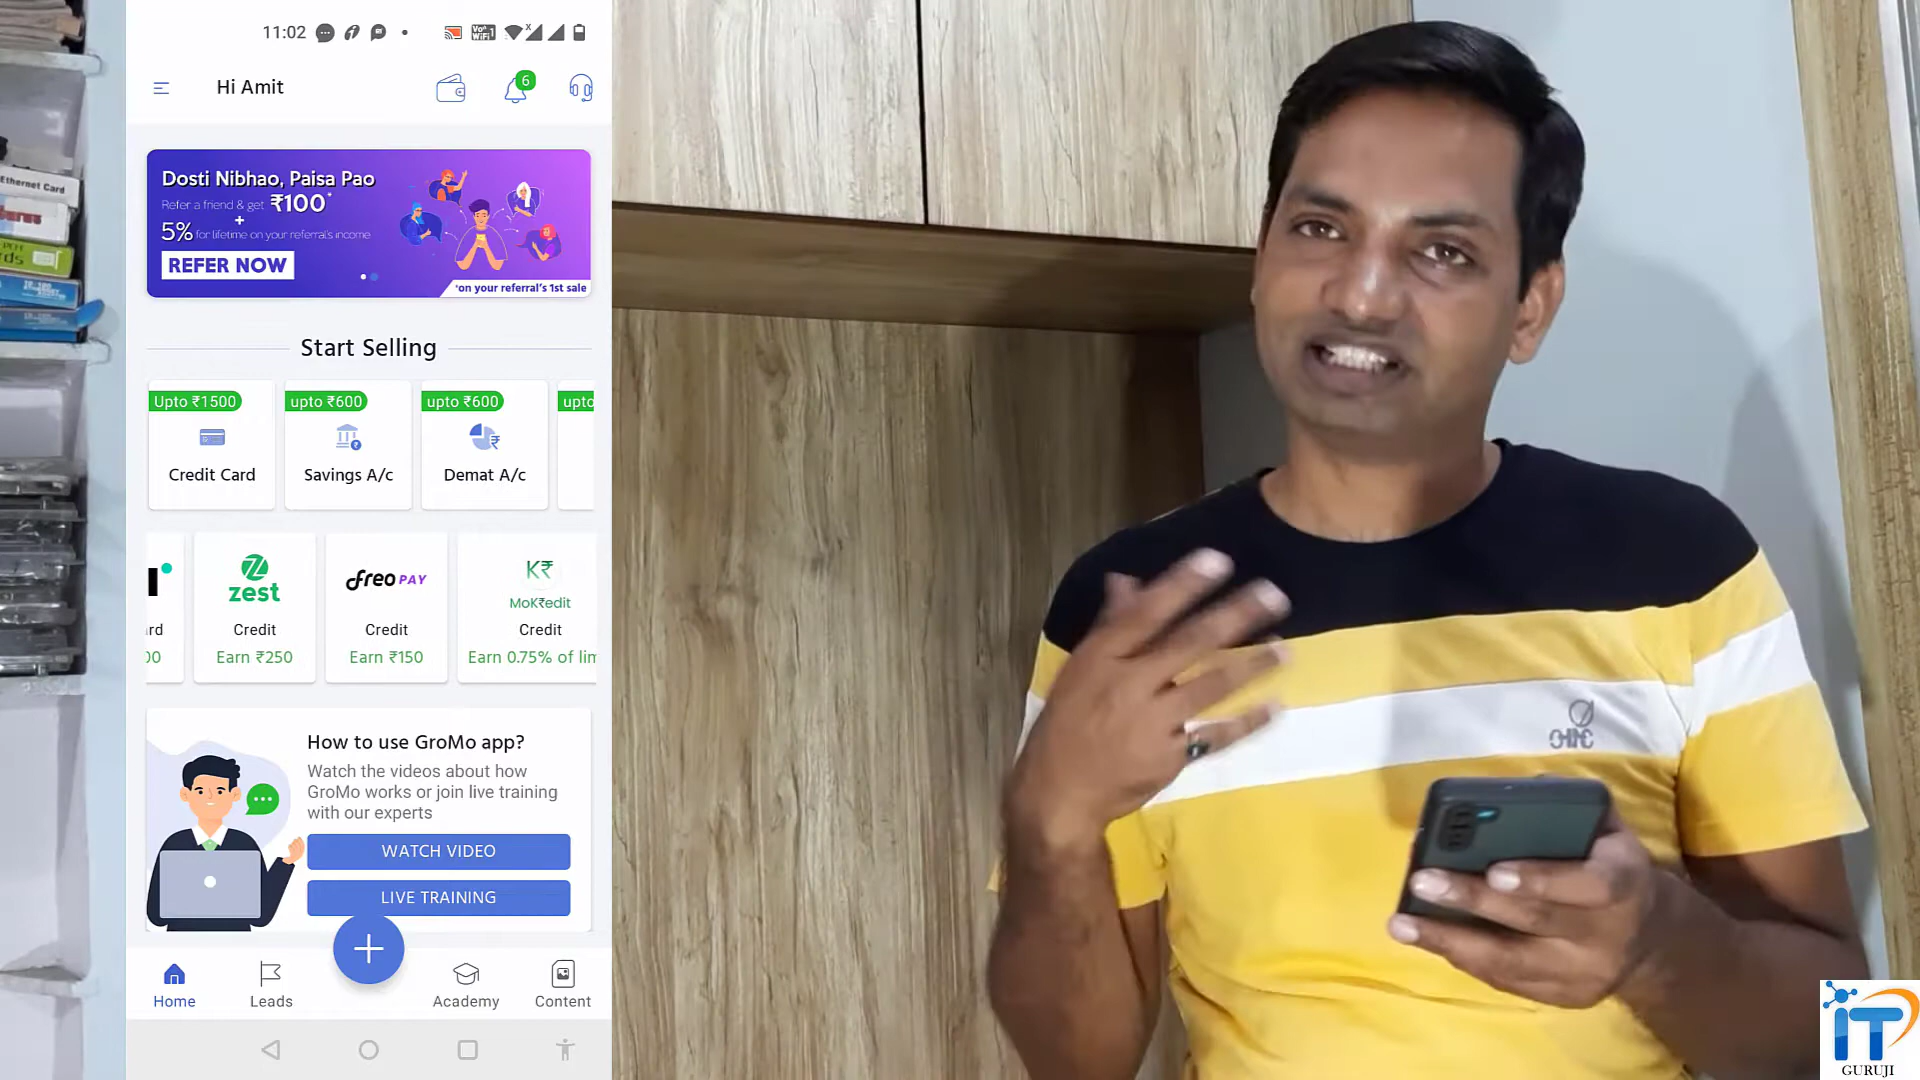 11:02
Hi Amit
6
Dosti Nibhao, Paisa Pao
Refer a friend & get ₹100*
+
5% for lifetime on your referral's income
REFER NOW
*on your referral's 1st sale
Start Selling
Upto ₹1500
upto ₹600
upto ₹600
upto
Credit Card
Savings A/c
Demat A/c
zest
freo PAY
K₹
MoK₹edit
Credit
Credit
Credit
Earn ₹250
Earn ₹150
Earn 0.75% of lim
How to use GroMo app?
Watch the videos about how
GroMo works or join live training
with our experts
WATCH VIDEO
LIVE TRAINING
Home
Leads
Academy
Content
Ethernet Card
iT
GURUJI